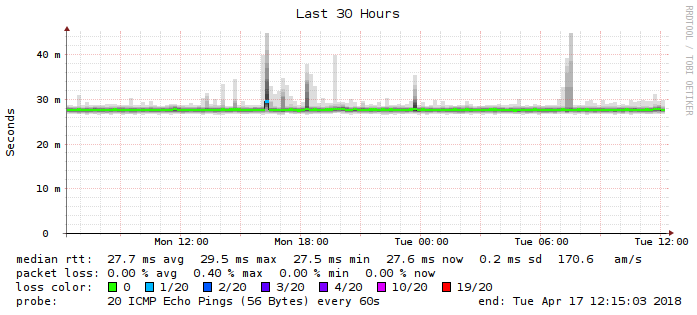 Last 30 Hours
RRDTOOL / TOBI OETIKER
Seconds
40 m
30 m
20 m
10 m
0
Mon 12:00 Mon 18:00 Tue 00:00 Tue 06:00 Tue 12:00
median rtt: 27.7 ms avg 29.5 ms max 27.5 ms min 27.6 ms now 0.2 ms sd 170.6 am/s
packet loss: 0.00 % avg 0.40 % max 0.00 % min 0.00 % now
loss color: 0 1/20 2/20 3/20 4/20 10/20 19/20
probe: 20 ICMP Echo Pings (56 Bytes) every 60s end: Tue Apr 17 12:15:03 2018